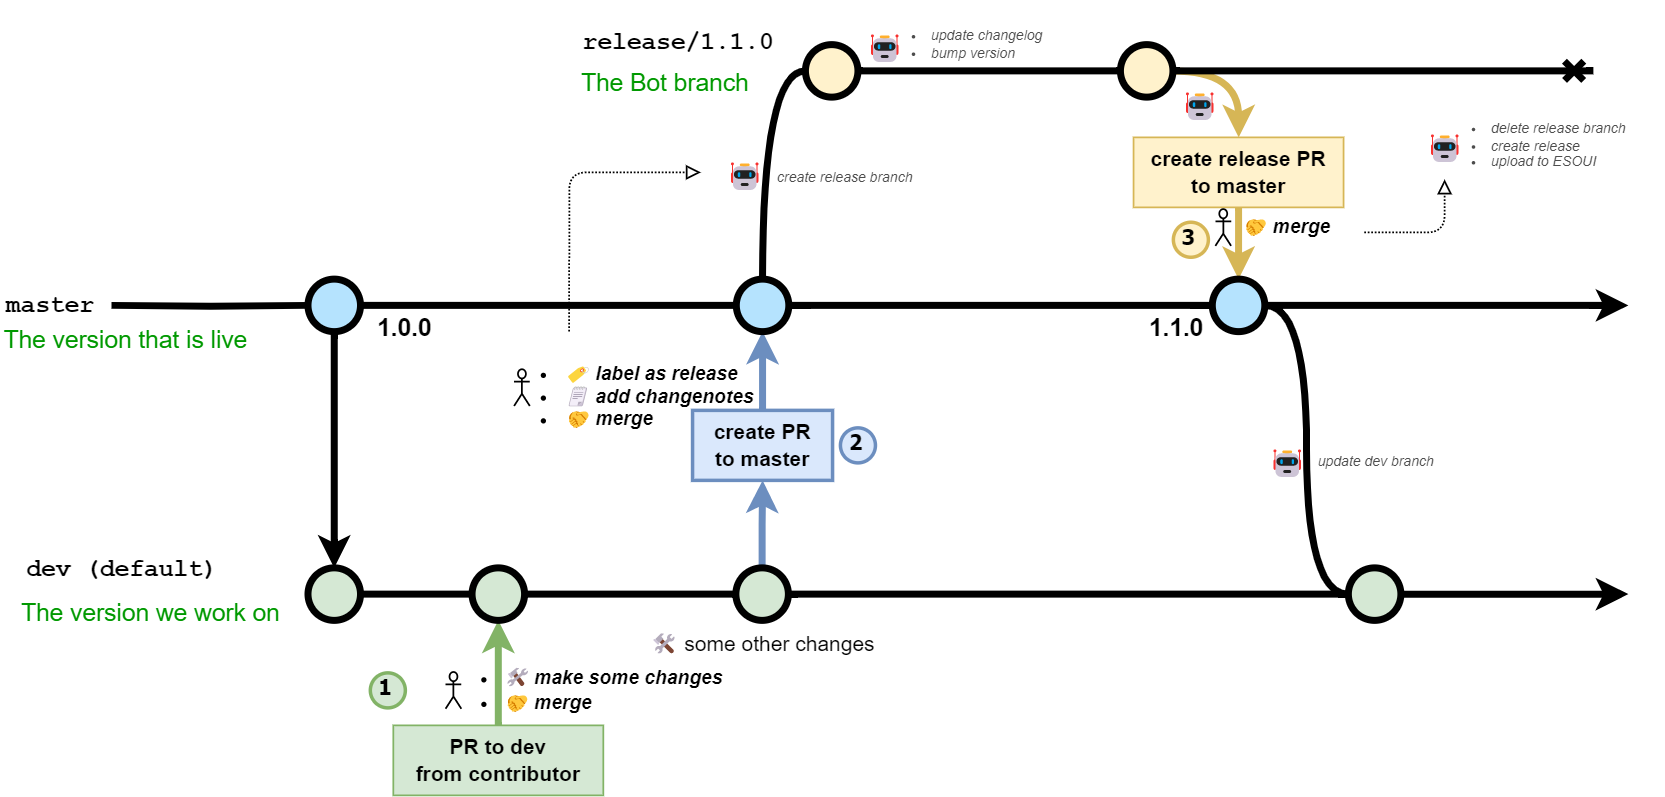 release/1.1.0
The Bot branch
• update changelog
• bump version
create release branch
create release PR
to master
3
merge
• delete release branch
• create release
• upload to ESOUI
master
The version that is live
1.0.0
1.1.0
• label as release
• add changenotes
• merge
create PR
to master
2
update dev branch
dev (default)
The version we work on
some other changes
1
• make some changes
• merge
PR to dev
from contributor